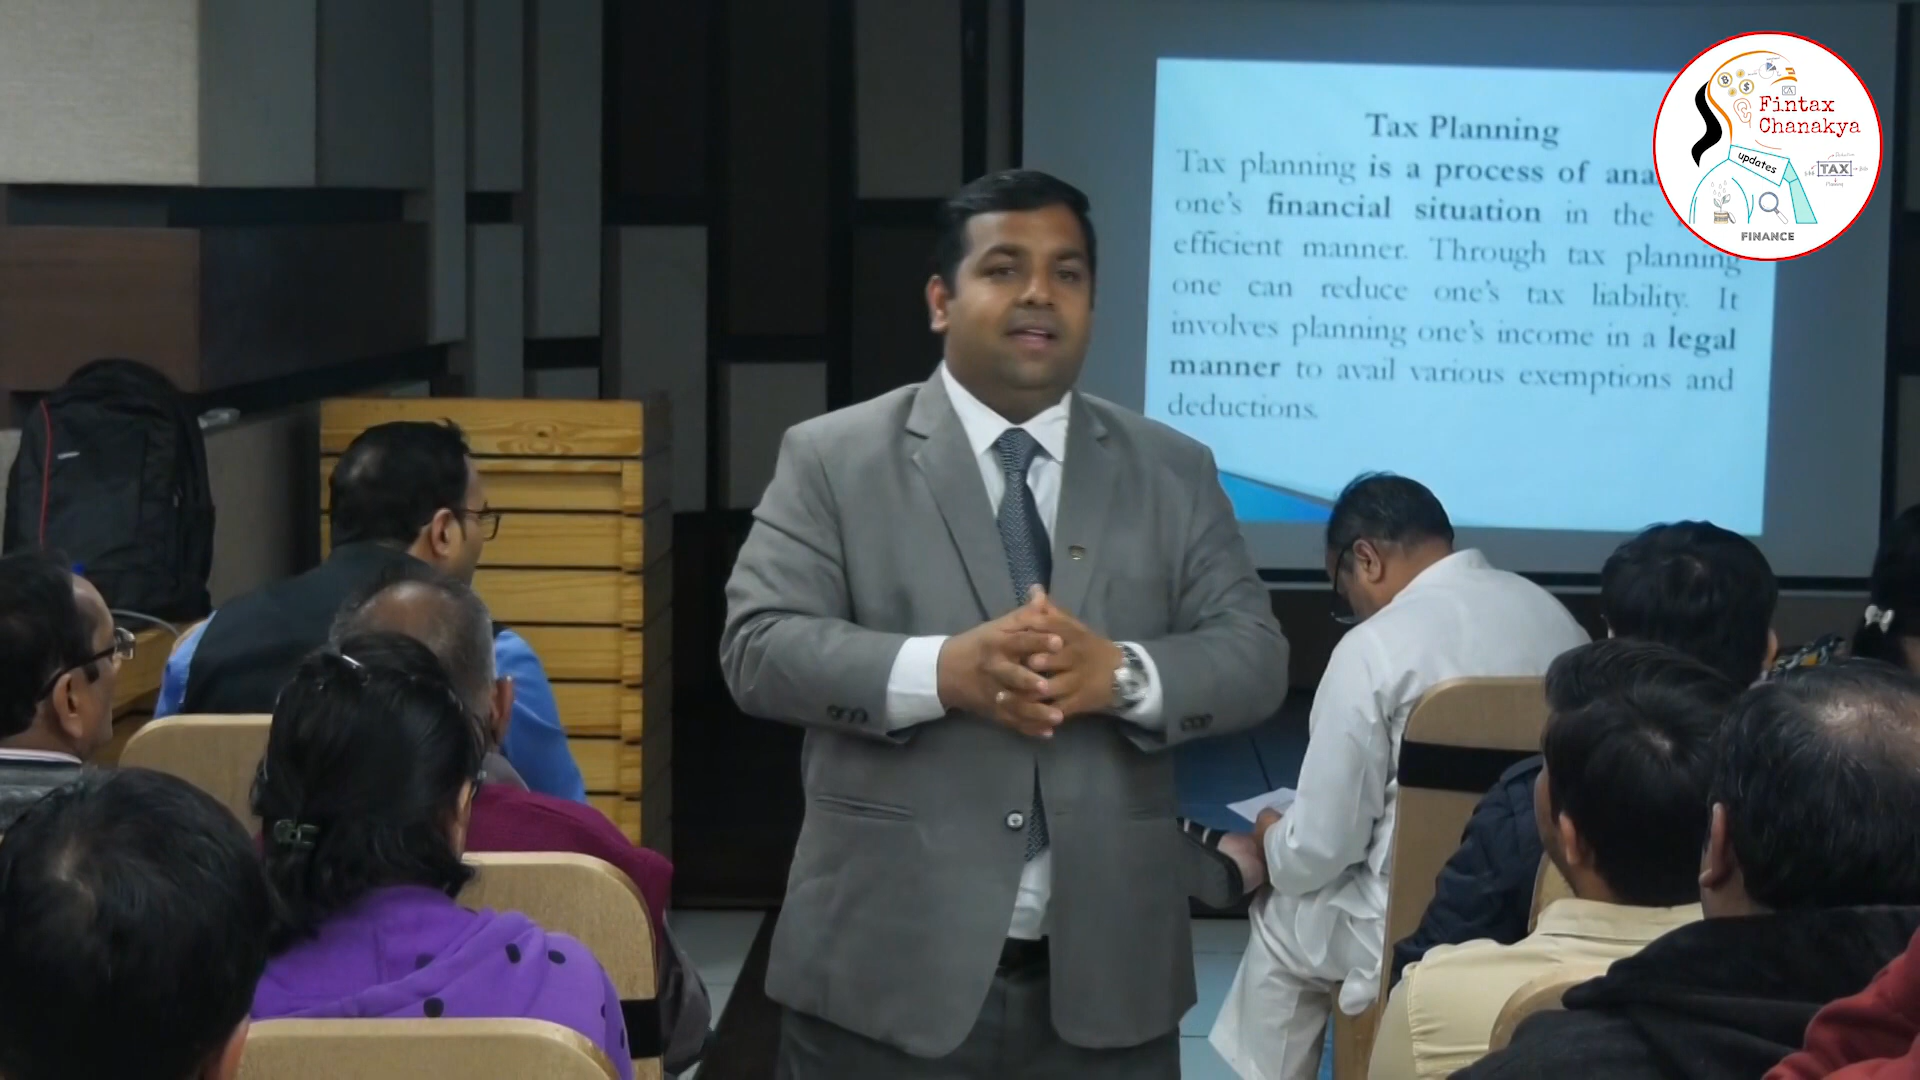 Tax Planning
Tax planning is a process of ana
one's financial situation in the
efficient manner. Through tax planning
one can reduce one's tax liability. It
involves planning one's income in a legal
manner to avail various exemptions and
deductions.
Fintax
Chanakya
updates
TAX
Planning
FINANCE